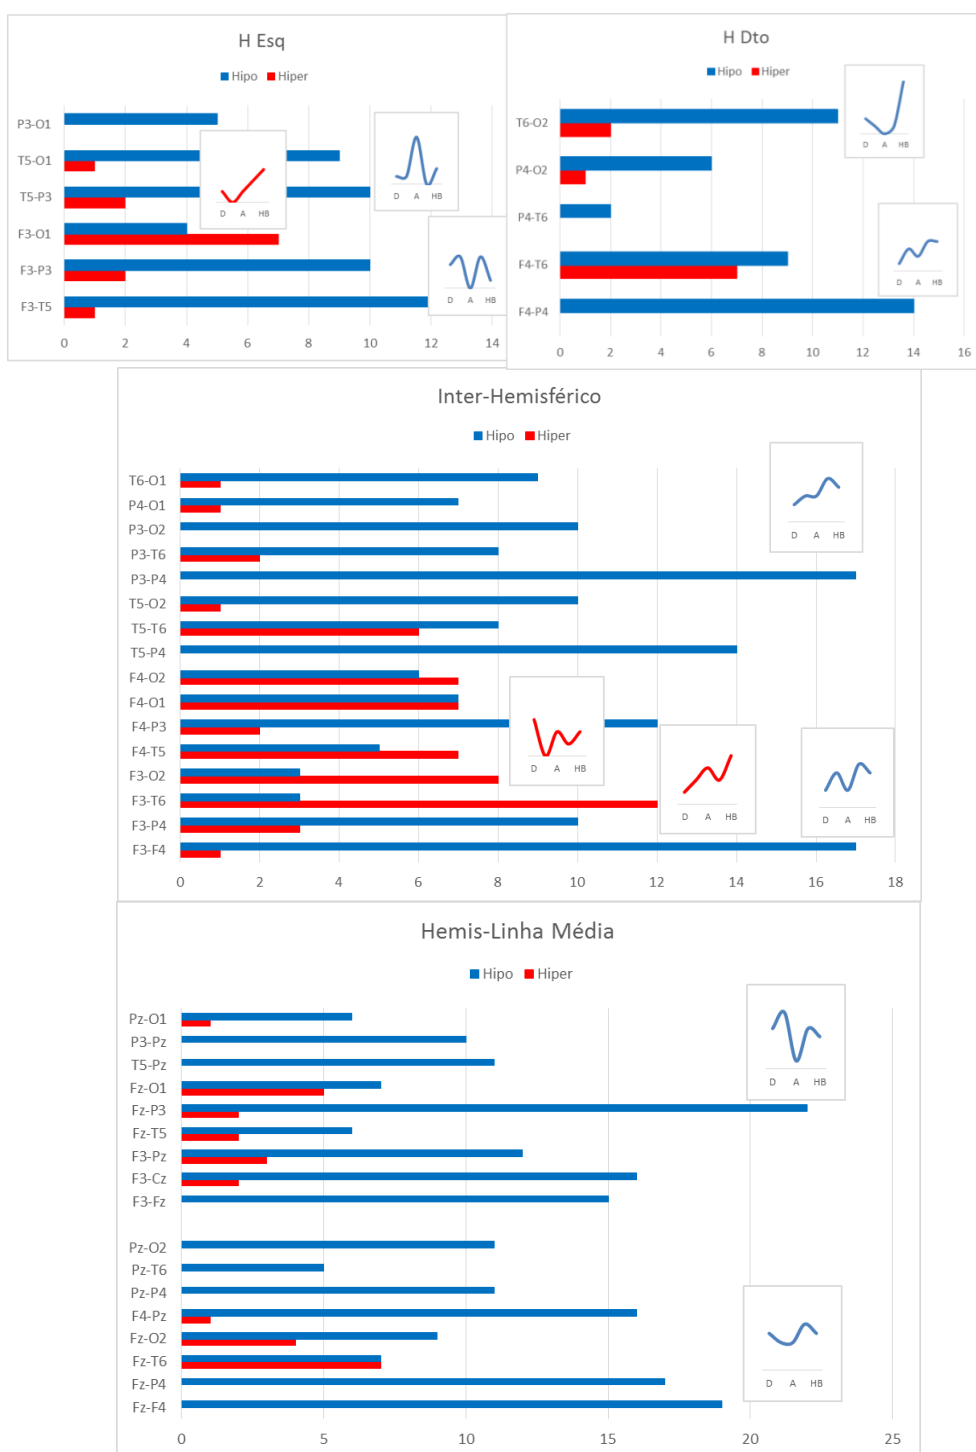 H Esq
Hipo Hiper
P3-O1
T5-O1
T5-P3
F3-O1
F3-P3
F3-T5
0 2 4 6 8 10 12 14
D A HB
D A HB
D A HB
H Dto
Hipo Hiper
T6-O2
P4-O2
P4-T6
F4-T6
F4-P4
0 2 4 6 8 10 12 14 16
D A HB
D A HB
Inter-Hemisférico
Hipo Hiper
T6-O1
P4-O1
P3-O2
P3-T6
P3-P4
T5-O2
T5-T6
T5-P4
F4-O2
F4-O1
F4-P3
F4-T5
F3-O2
F3-T6
F3-P4
F3-F4
0 2 4 6 8 10 12 14 16 18
D A HB
D A HB
D A HB
D A HB
Hemis-Linha Média
Hipo Hiper
Pz-O1
P3-Pz
T5-Pz
Fz-O1
Fz-P3
Fz-T5
F3-Pz
F3-Cz
F3-Fz
Pz-O2
Pz-T6
Pz-P4
F4-Pz
Fz-O2
Fz-T6
Fz-P4
Fz-F4
0 5 10 15 20 25
D A HB
D A HB